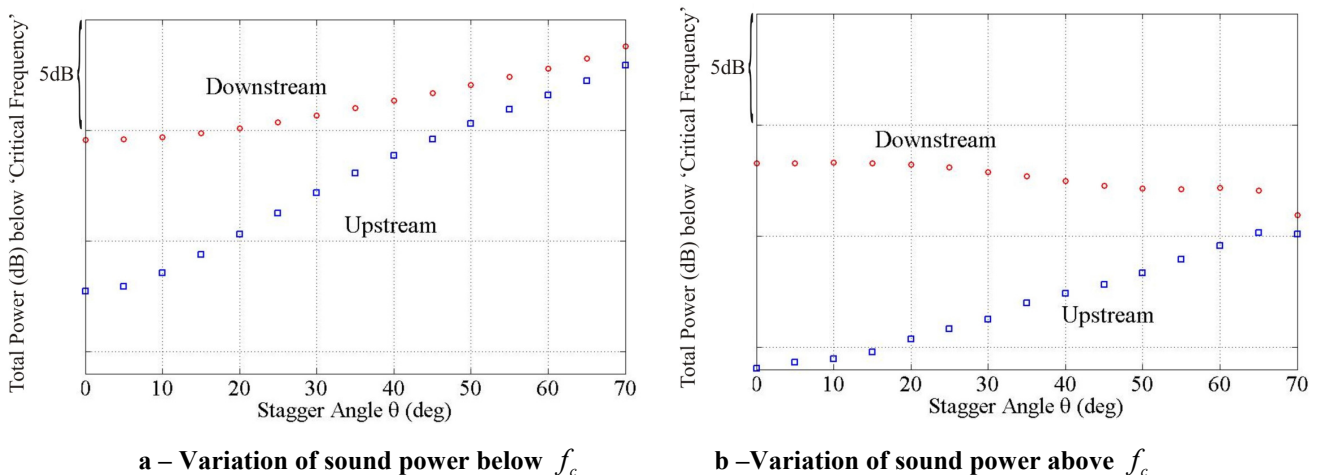 Total Power (dB) below ‘Critical Frequency’
5dB
Downstream
Upstream
0 10 20 30 40 50 60 70
Stagger Angle θ (deg)
a – Variation of sound power below f_c
Total Power (dB) below ‘Critical Frequency’
5dB
Downstream
Upstream
0 10 20 30 40 50 60 70
Stagger Angle θ (deg)
b –Variation of sound power above f_c